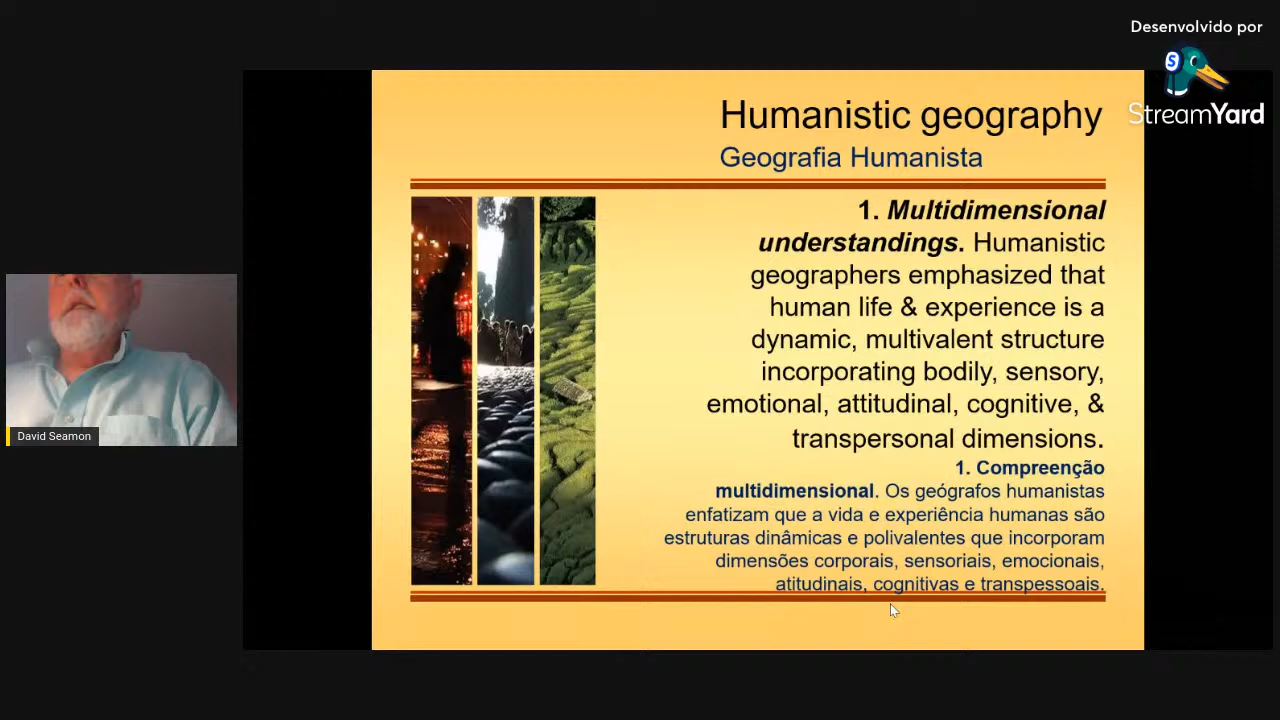 Desenvolvido por
StreamYard
Humanistic geography
Geografia Humanista
1. Multidimensional
understandings. Humanistic
geographers emphasized that
human life & experience is a
dynamic, multivalent structure
incorporating bodily, sensory,
emotional, attitudinal, cognitive, &
transpersonal dimensions.
1. Compreenção
multidimensional. Os geógrafos humanistas
enfatizam que a vida e experiência humanas são
estruturas dinâmicas e polivalentes que incorporam
dimensões corporais, sensoriais, emocionais,
atitudinais, cognitivas e transpessoais.
David Seamon